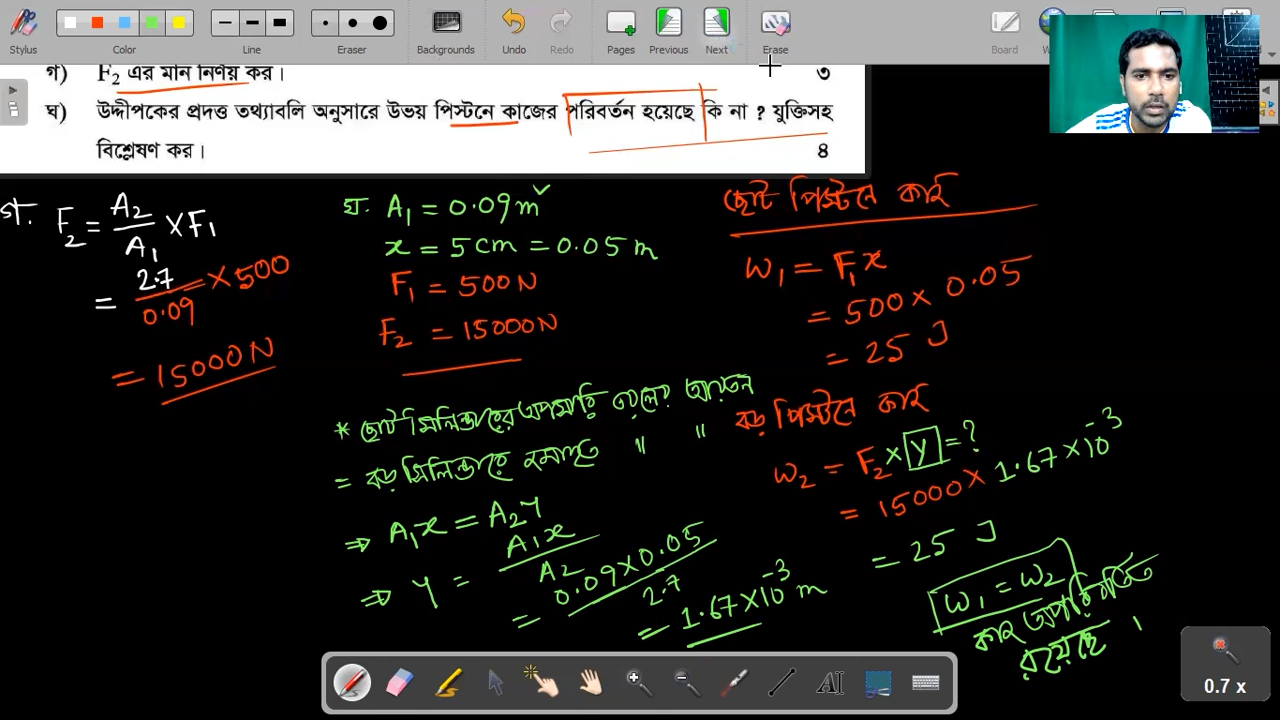 Stylus Color Line Eraser Backgrounds Undo Redo Pages Previous Next Erase Board
গ) F₂ এর মান নির্ণয় কর। ৩
ঘ) উদ্দীপকের প্রদত্ত তথ্যাবলি অনুসারে উভয় পিস্টনে কাজের পরিবর্তন হয়েছে কি না ? যুক্তিসহ
বিশ্লেষণ কর। ৪
গ. F₂ = A₂/A₁ × F₁
= 2.7/0.09 × 500
= 15000 N
ঘ. A₁ = 0.09 m²
x = 5 cm = 0.05 m
F₁ = 500 N
F₂ = 15000 N
* ছোট সিলিন্ডারের অপসারিত তরলের আয়তন
= বড় সিলিন্ডারে " "
⇒ A₁x = A₂y
⇒ y = A₁x/A₂
= 0.09×0.05/2.7
= 1.67×10⁻³ m
ছোট পিস্টনে কাজ
W₁ = F₁x
= 500 × 0.05
= 25 J
বড় পিস্টনে কাজ
W₂ = F₂ × y = ?
= 15000 × 1.67×10⁻³
= 25 J
W₁ = W₂
কাজ অপরিবর্তিত
রয়েছে।
0.7 x